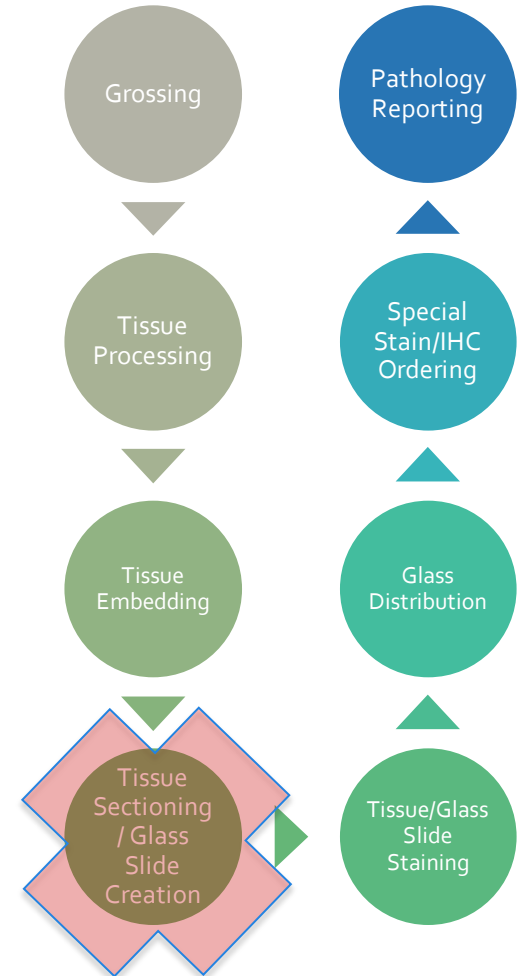 Grossing
Tissue
Processing
Tissue
Embedding
Tissue
Sectioning
/ Glass
Slide
Creation
Tissue/Glass
Slide
Staining
Glass
Distribution
Special
Stain/IHC
Ordering
Pathology
Reporting